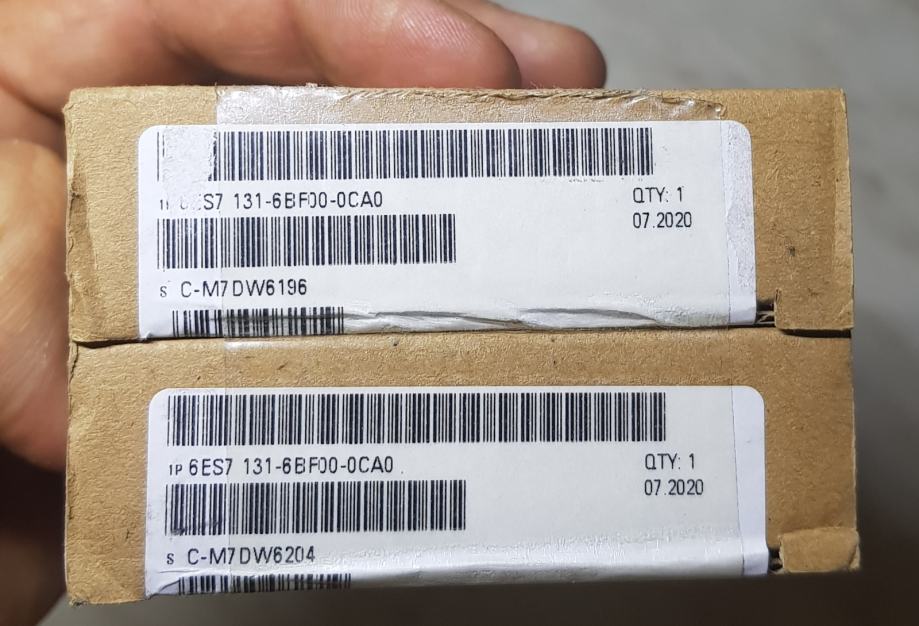 1P 6ES7 131-6BF00-0CA0
QTY: 1
07.2020
S C-M7DW6196
1P 6ES7 131-6BF00-0CA0
QTY: 1
07.2020
S C-M7DW6204